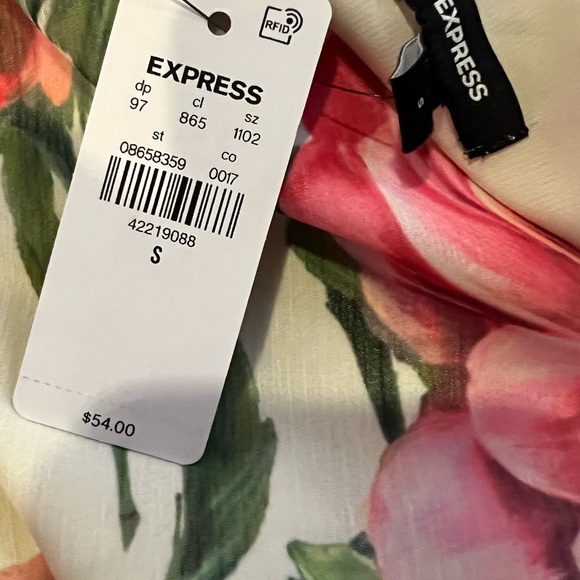 RFID
EXPRESS
dp cl sz
97 865 1102
st co
08658359 0017
42219088
S
$54.00
EXPRESS
S